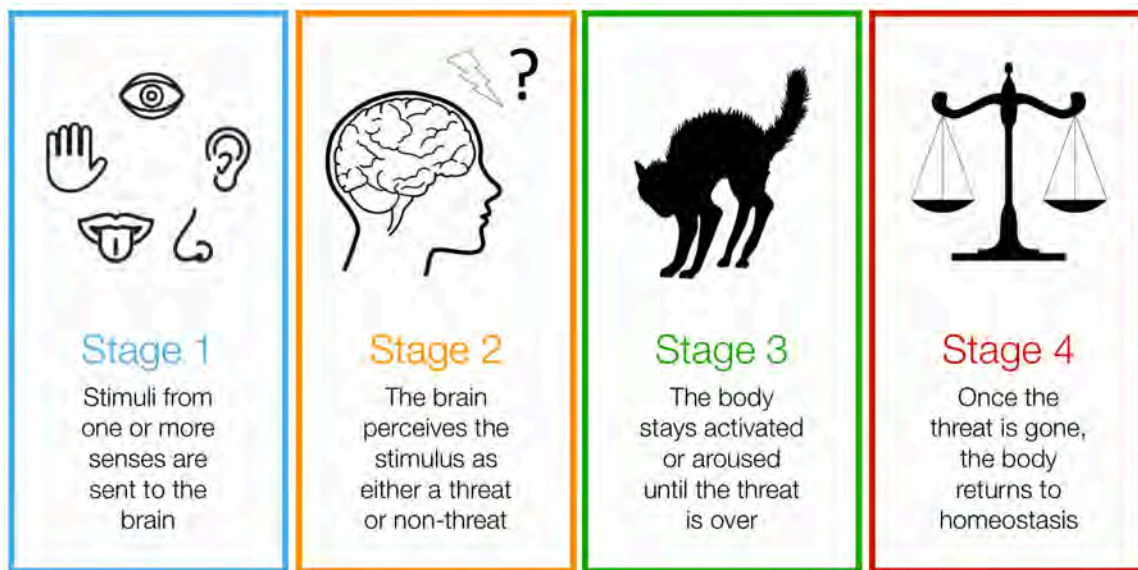 ?
Stage 1
Stimuli from
one or more
senses are
sent to the
brain
Stage 2
The brain
perceives the
stimulus as
either a threat
or non-threat
Stage 3
The body
stays activated
or aroused
until the threat
is over
Stage 4
Once the
threat is gone,
the body
returns to
homeostasis